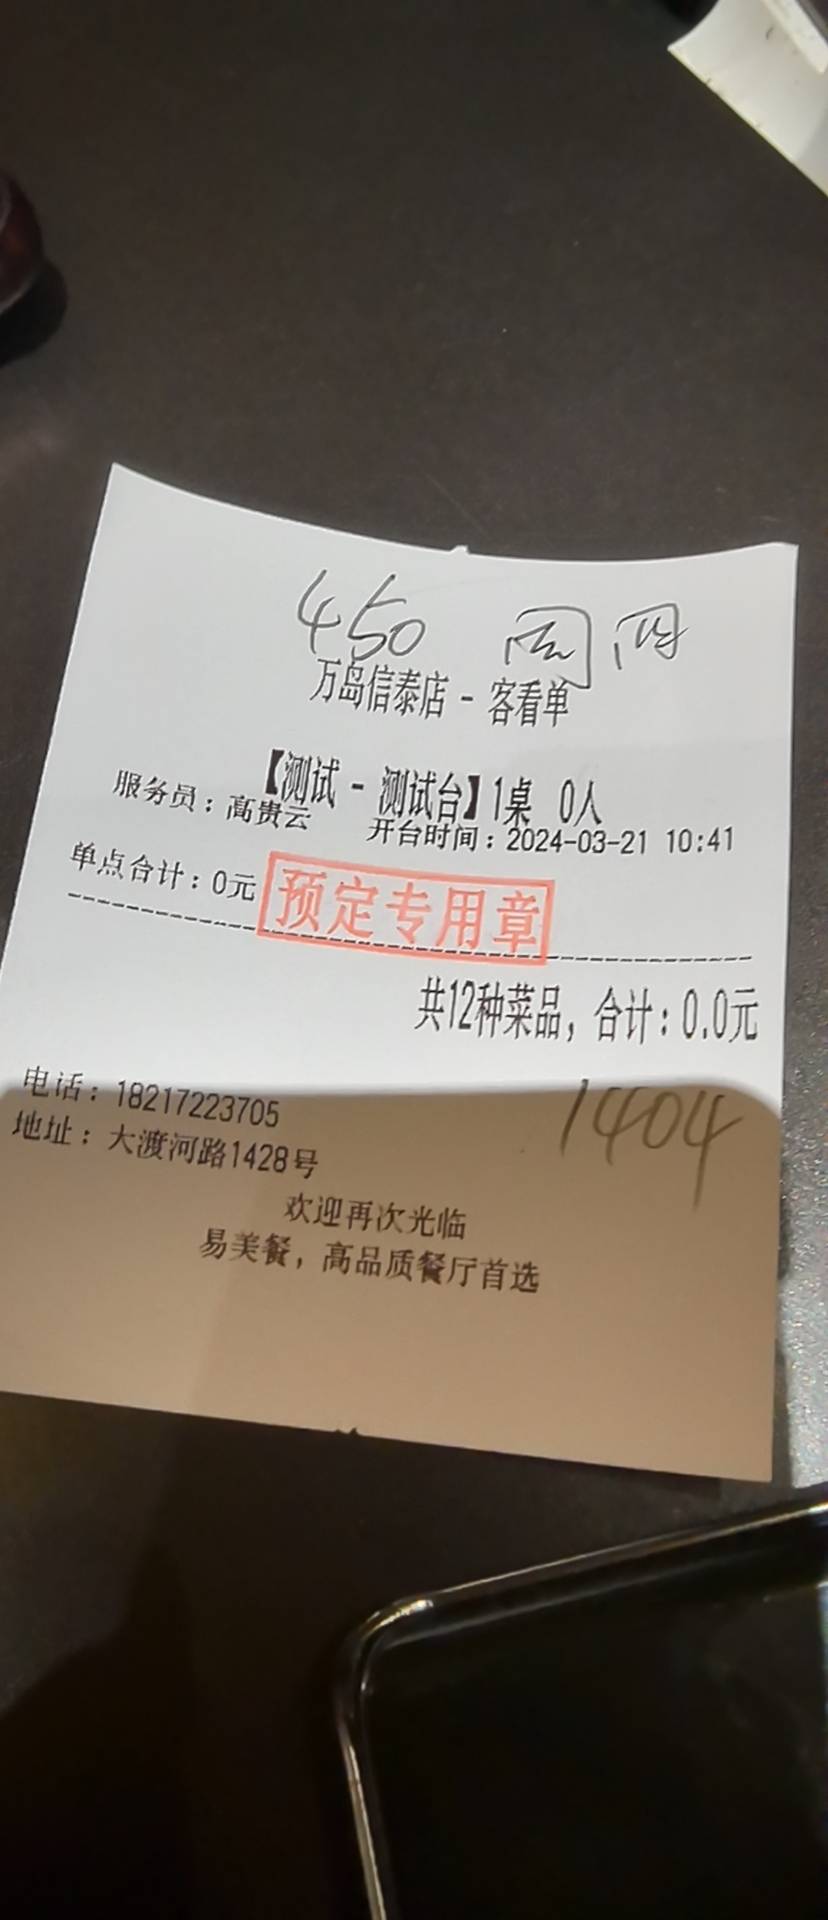 450
万岛信泰店 - 客看单
【测试 - 测试台】1桌 0人
服务员：高贵云 开台时间：2024-03-21 10:41
单点合计：0元
预定专用章
共12种菜品，合计：0.0元
1404
电话：18217223705
地址：大渡河路1428号
欢迎再次光临
易美餐，高品质餐厅首选